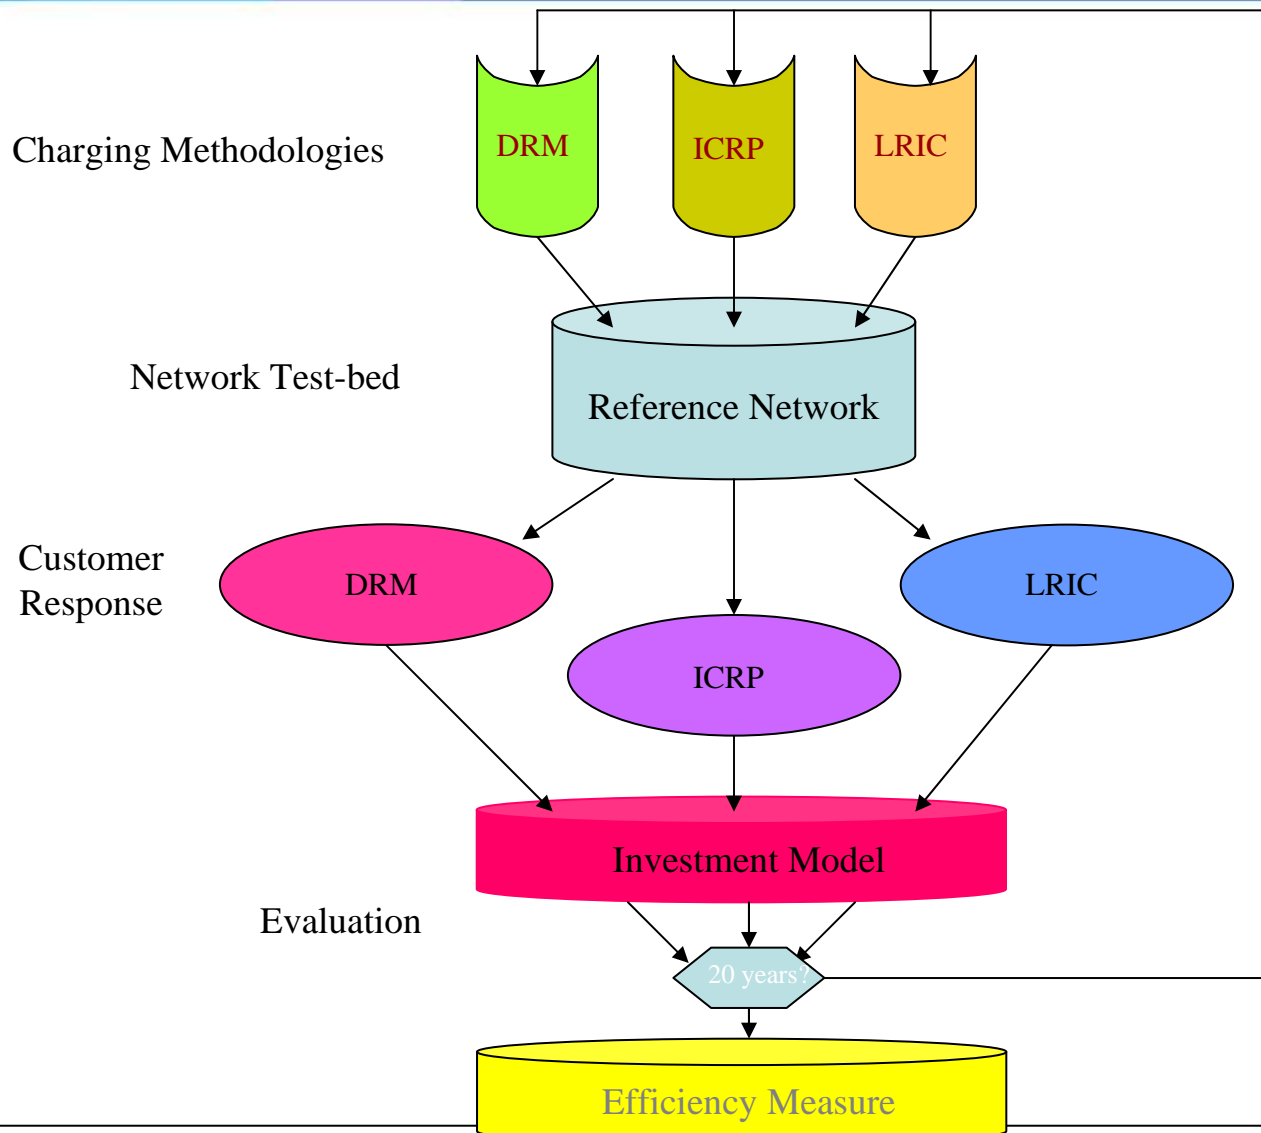 DRM
ICRP
LRIC
Charging Methodologies
Network Test-bed
Reference Network
Customer
Response
DRM
LRIC
ICRP
Investment Model
Evaluation
20 years?
Efficiency Measure